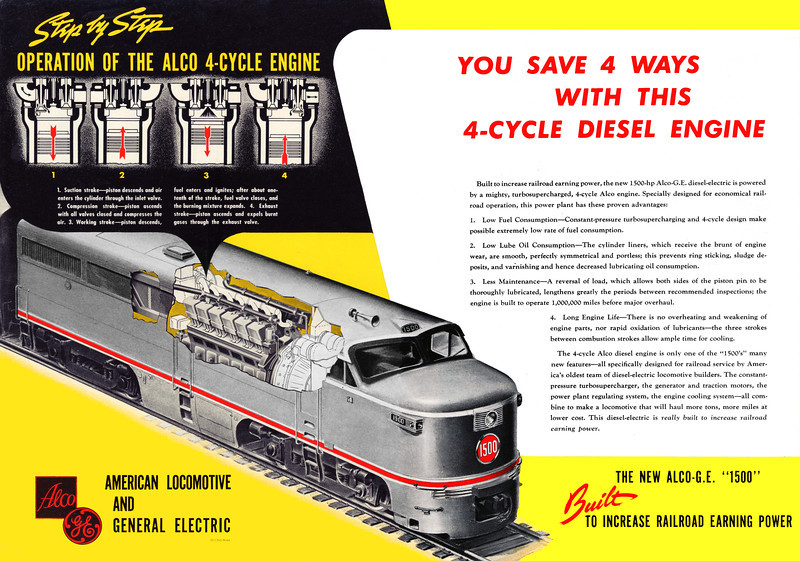 Step by Step
OPERATION OF THE ALCO 4-CYCLE ENGINE
1 2 3 4
1. Suction stroke—piston descends and air
enters the cylinder through the inlet valve.
2. Compression stroke—piston ascends
with all valves closed and compresses the
air. 3. Working stroke—piston descends,
fuel enters and ignites; after about one-
tenth of the stroke, fuel valve closes, and
the burning mixture expands. 4. Exhaust
stroke—piston ascends and expels burnt
gases through the exhaust valve.
YOU SAVE 4 WAYS
WITH THIS
4-CYCLE DIESEL ENGINE
Built to increase railroad earning power, the new 1500-hp Alco-G.E. diesel-electric is powered
by a mighty, turbosupercharged, 4-cycle Alco engine. Specially designed for economical rail-
road operation, this power plant has these proven advantages:
1. Low Fuel Consumption—Constant-pressure turbosupercharging and 4-cycle design make
possible extremely low rate of fuel consumption.
2. Low Lube Oil Consumption—The cylinder liners, which receive the brunt of engine
wear, are smooth, perfectly symmetrical and portless; this prevents ring sticking, sludge de-
posits, and varnishing and hence decreased lubricating oil consumption.
3. Less Maintenance—A reversal of load, which allows both sides of the piston pin to be
thoroughly lubricated, lengthens greatly the periods between recommended inspections; the
engine is built to operate 1,000,000 miles before major overhaul.
4. Long Engine Life—There is no overheating and weakening of
engine parts, nor rapid oxidation of lubricants—the three strokes
between combustion strokes allow ample time for cooling.
The 4-cycle Alco diesel engine is only one of the "1500's" many
new features—all specifically designed for railroad service by Amer-
ica's oldest team of diesel-electric locomotive builders. The constant-
pressure turbosupercharger, the generator and traction motors, the
power plant regulating system, the engine cooling system—all com-
bine to make a locomotive that will haul more tons, more miles at
lower cost. This diesel-electric is really built to increase railroad
earning power.
1500
1500
1500
Alco
GE
AMERICAN LOCOMOTIVE
AND
GENERAL ELECTRIC
THE NEW ALCO-G.E. "1500"
Built
TO INCREASE RAILROAD EARNING POWER